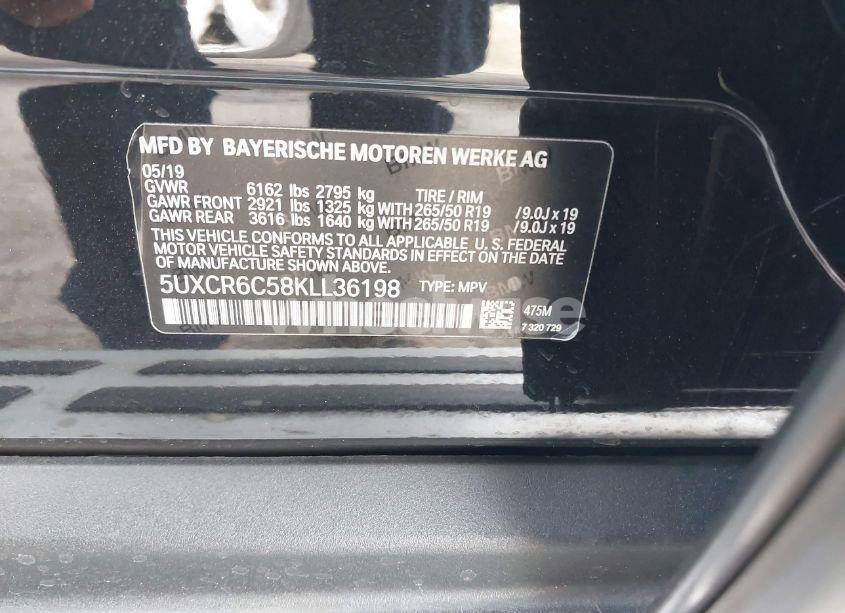 MFD BY BAYERISCHE MOTOREN WERKE AG
05/19
GVWR 6162 lbs 2795 kg TIRE / RIM
GAWR FRONT 2921 lbs 1325 kg WITH 265/50 R19 /9.0J x 19
GAWR REAR 3616 lbs 1640 kg WITH 265/50 R19 /9.0J x 19
THIS VEHICLE CONFORMS TO ALL APPLICABLE U. S. FEDERAL
MOTOR VEHICLE SAFETY STANDARDS IN EFFECT ON THE DATE
OF MANUFACTURE SHOWN ABOVE.
5UXCR6C58KLL36198 TYPE: MPV
475M
7 320 729